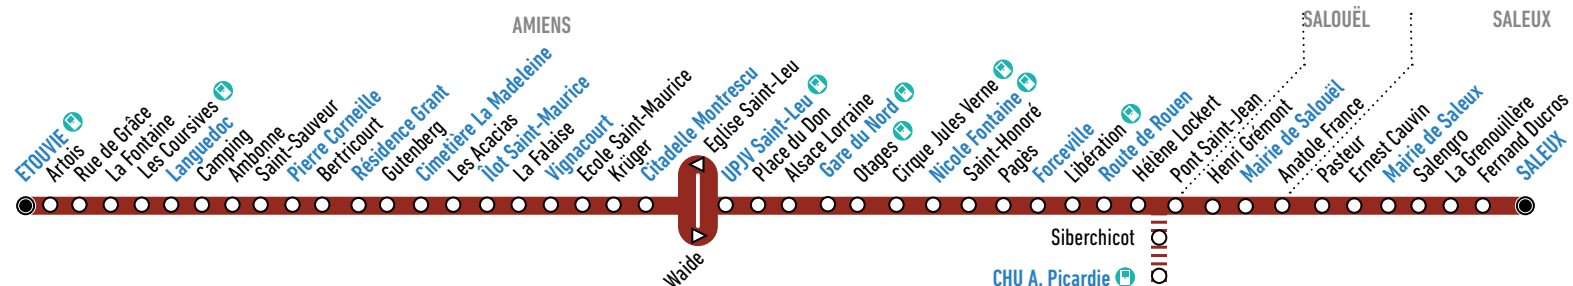 AMIENS
SALOUËL
SALEUX
ETOUVIE
Artois
Rue de Grâce
La Fontaine
Les Coursives
Languedoc
Camping
Ambonne
Saint-Sauveur
Pierre Corneille
Bertricourt
Résidence Grant
Gutenberg
Cimetière La Madeleine
Les Acacias
Îlot Saint-Maurice
La Falaise
Vignacourt
Ecole Saint-Maurice
Krüger
Citadelle Montrescu
Eglise Saint-Leu
Waide
UPJV Saint-Leu
Place du Don
Alsace Lorraine
Gare du Nord
Otages
Cirque Jules Verne
Nicole Fontaine
Saint-Honoré
Pagès
Forceville
Libération
Route de Rouen
Hélène Lockert
Pont Saint-Jean
Henri Grémont
Mairie de Salouël
Anatole France
Pasteur
Ernest Cauvin
Mairie de Saleux
Salengro
La Grenouillère
Fernand Ducros
SALEUX
Siberchicot
CHU A. Picardie